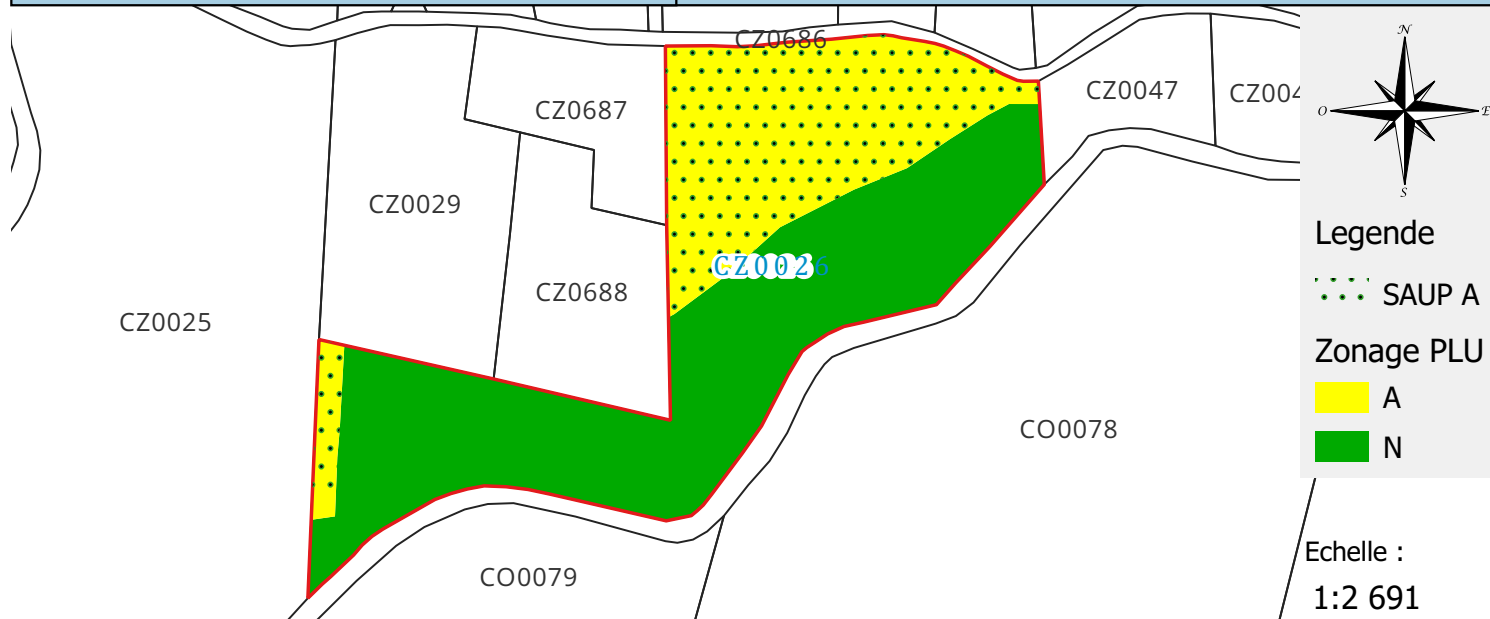 CZ0686
CZ0687
CZ0047
CZ004
CZ0029
CZ0026
CZ0688
CZ0025
CO0078
CO0079
N
O
E
S
Legende
SAUP A
Zonage PLU
A
N
Echelle :
1:2 691